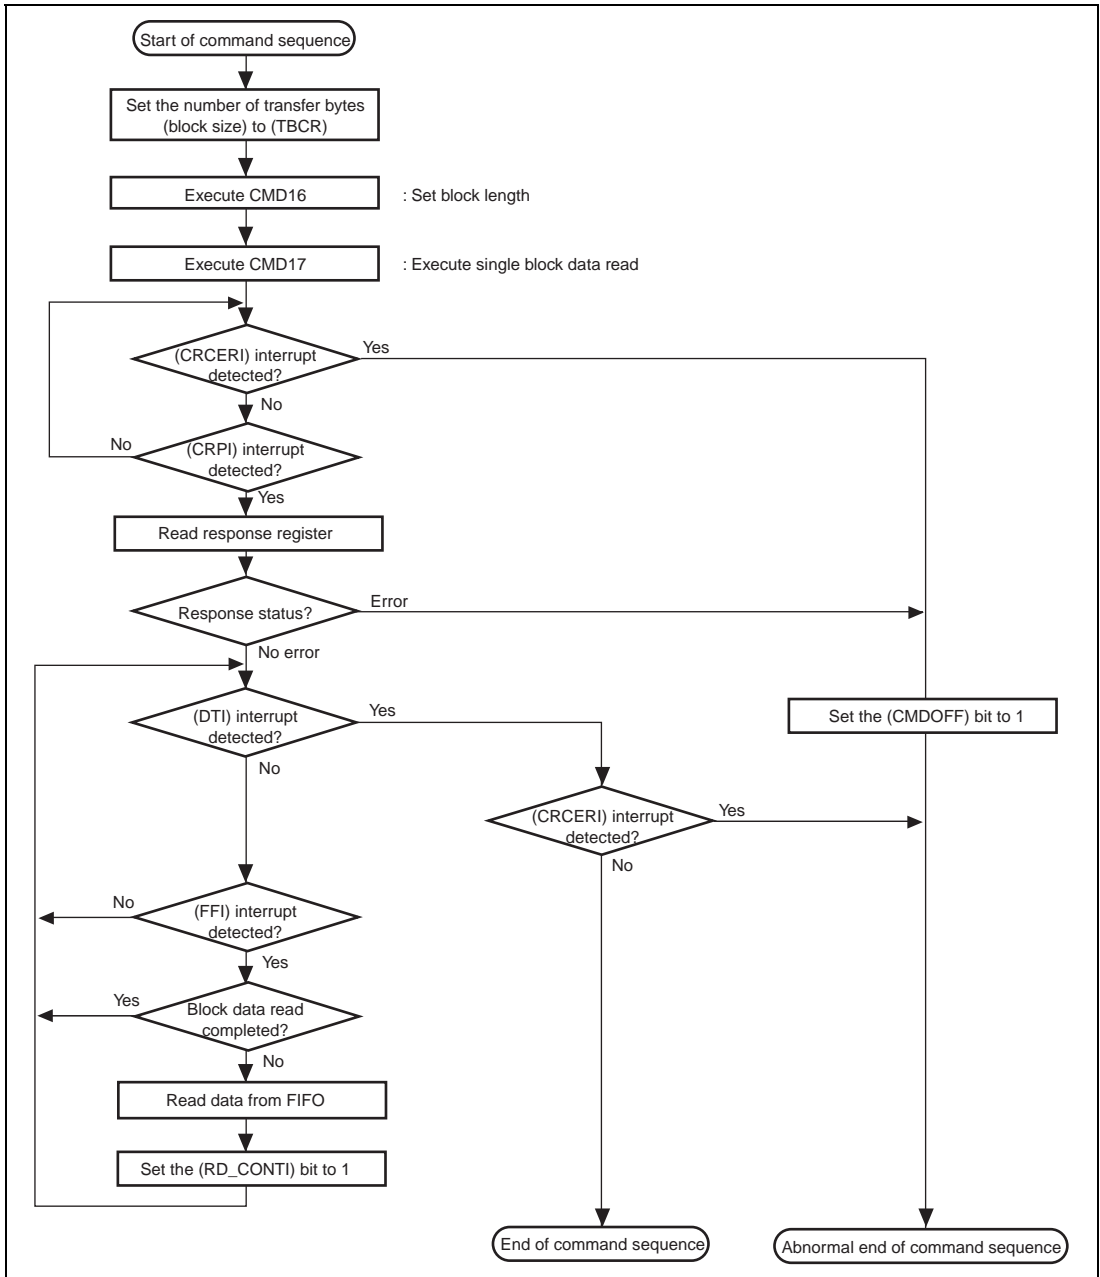 Start of command sequence
Set the number of transfer bytes
(block size) to (TBCR)
Execute CMD16
: Set block length
Execute CMD17
: Execute single block data read
(CRCERI) interrupt
detected?
Yes
No
(CRPI) interrupt
detected?
No
Yes
Read response register
Response status?
Error
No error
(DTI) interrupt
detected?
Yes
No
Set the (CMDOFF) bit to 1
(CRCERI) interrupt
detected?
Yes
No
(FFI) interrupt
detected?
No
Yes
Block data read
completed?
Yes
No
Read data from FIFO
Set the (RD_CONTI) bit to 1
End of command sequence
Abnormal end of command sequence